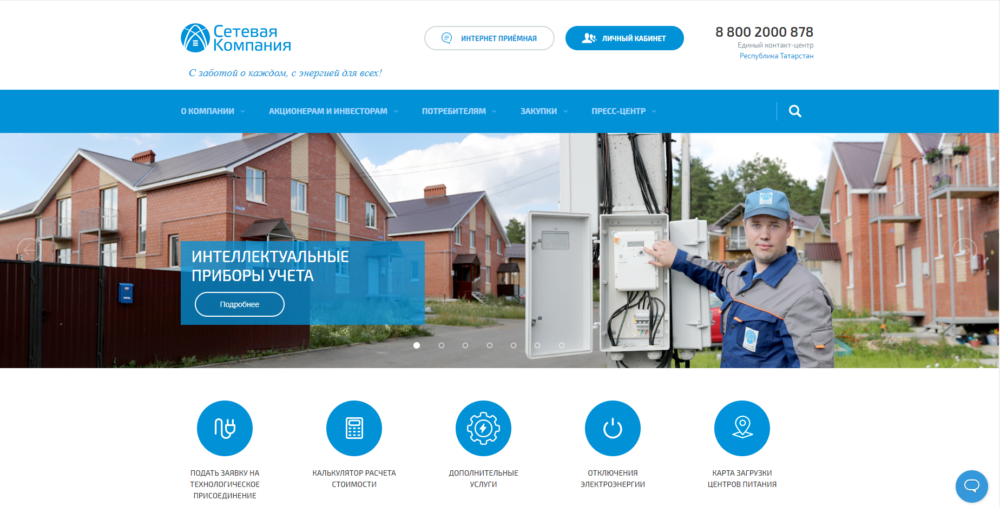 Сетевая
Компания
С заботой о каждом, с энергией для всех!
ИНТЕРНЕТ ПРИЁМНАЯ
ЛИЧНЫЙ КАБИНЕТ
8 800 2000 878
Единый контакт-центр
Республика Татарстан
О КОМПАНИИ
АКЦИОНЕРАМ И ИНВЕСТОРАМ
ПОТРЕБИТЕЛЯМ
ЗАКУПКИ
ПРЕСС-ЦЕНТР
ИНТЕЛЛЕКТУАЛЬНЫЕ
ПРИБОРЫ УЧЕТА
Подробнее
ПОДАТЬ ЗАЯВКУ НА
ТЕХНОЛОГИЧЕСКОЕ
ПРИСОЕДИНЕНИЕ
КАЛЬКУЛЯТОР РАСЧЕТА
СТОИМОСТИ
ДОПОЛНИТЕЛЬНЫЕ
УСЛУГИ
ОТКЛЮЧЕНИЯ
ЭЛЕКТРОЭНЕРГИИ
КАРТА ЗАГРУЗКИ
ЦЕНТРОВ ПИТАНИЯ